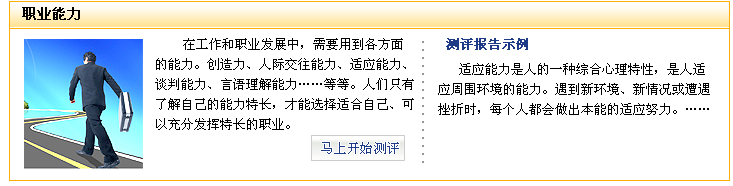 职业能力
在工作和职业发展中，需要用到各方面
的能力。创造力、人际交往能力、适应能力、
谈判能力、言语理解能力……等等。人们只有
了解自己的能力特长，才能选择适合自己、可
以充分发挥特长的职业。
马上开始测评
测评报告示例
适应能力是人的一种综合心理特性，是人适
应周围环境的能力。遇到新环境、新情况或遭遇
挫折时，每个人都会做出本能的适应努力。……